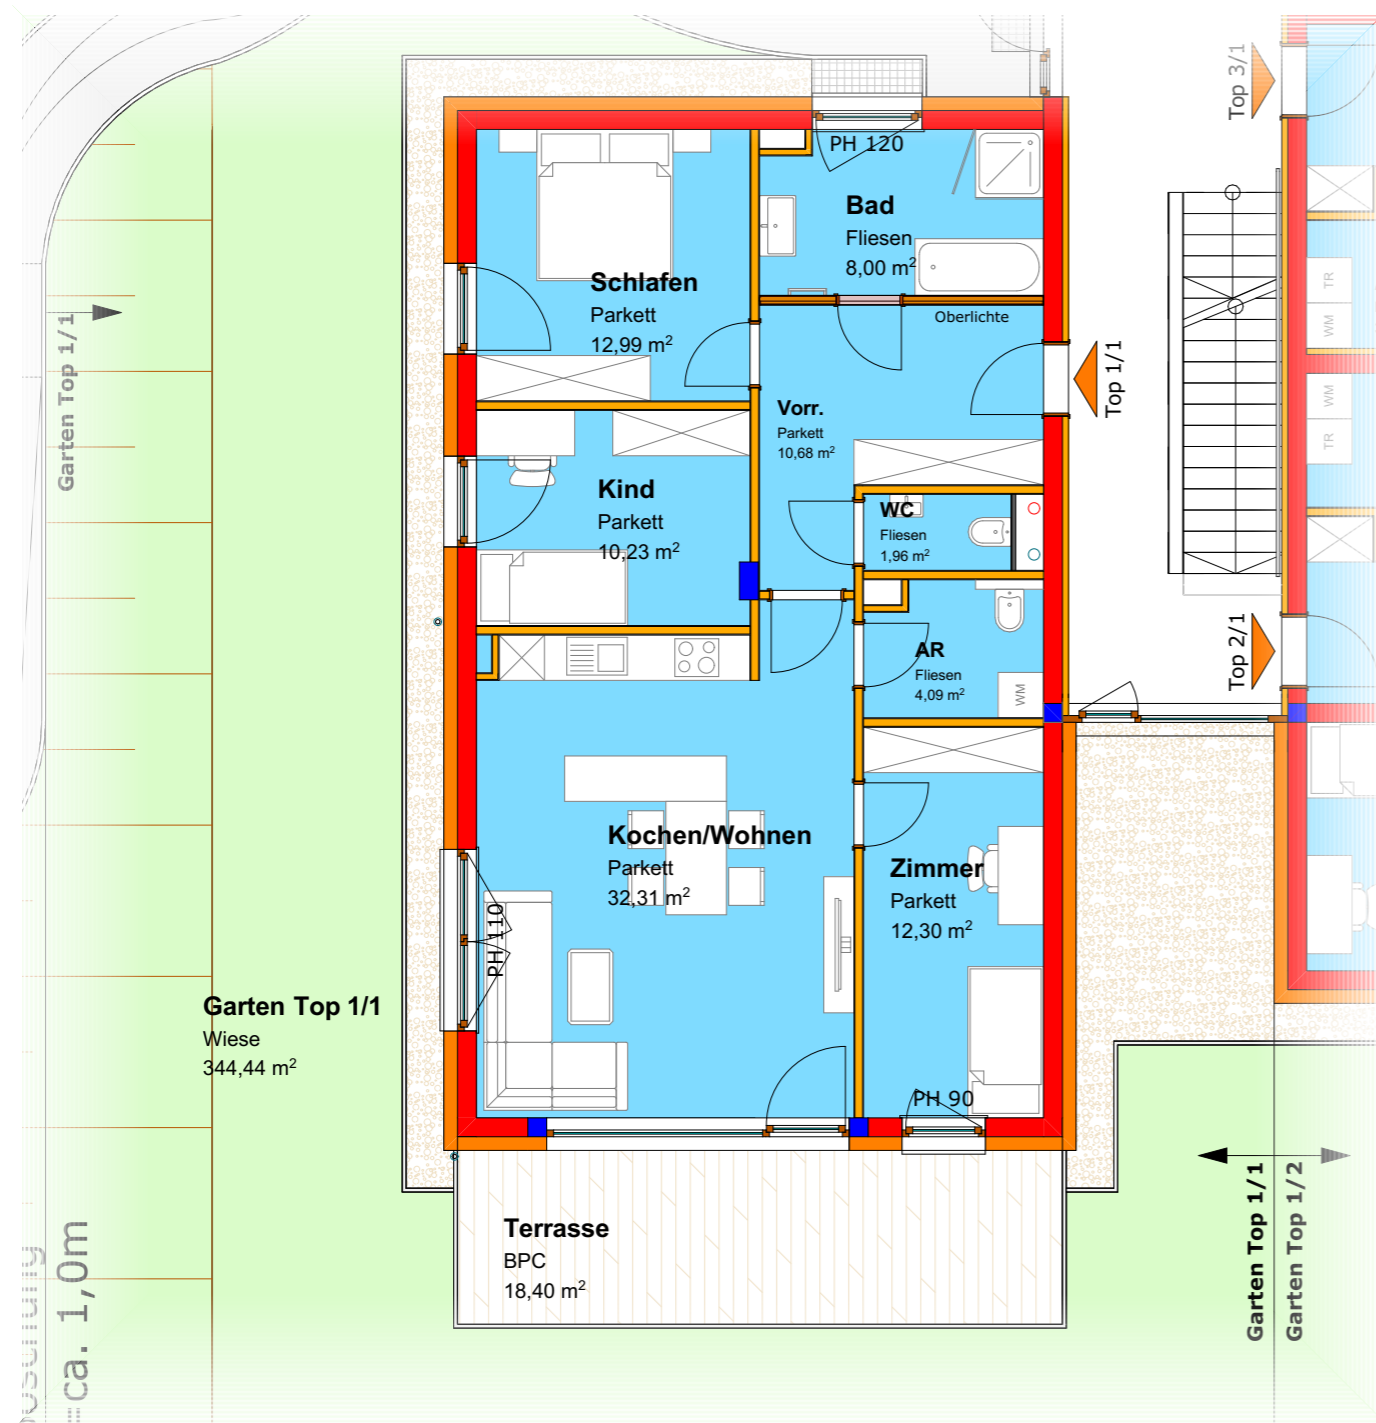 Top 3/1
PH 120
Bad
Fliesen
8,00 m²
Schlafen
Parkett
12,99 m²
Oberlichte
TR
WM
Garten Top 1/1
Top 1/1
Vorr.
Parkett
10,68 m²
WM
TR
Kind
Parkett
10,23 m²
WC
Fliesen
1,96 m²
Top 2/1
AR
Fliesen
4,09 m²
WM
Kochen/Wohnen
Parkett
32,31 m²
Zimmer
Parkett
12,30 m²
PH 110
Garten Top 1/1
Wiese
344,44 m²
PH 90
Garten Top 1/1
Garten Top 1/2
Terrasse
BPC
18,40 m²
= ca. 1,0m